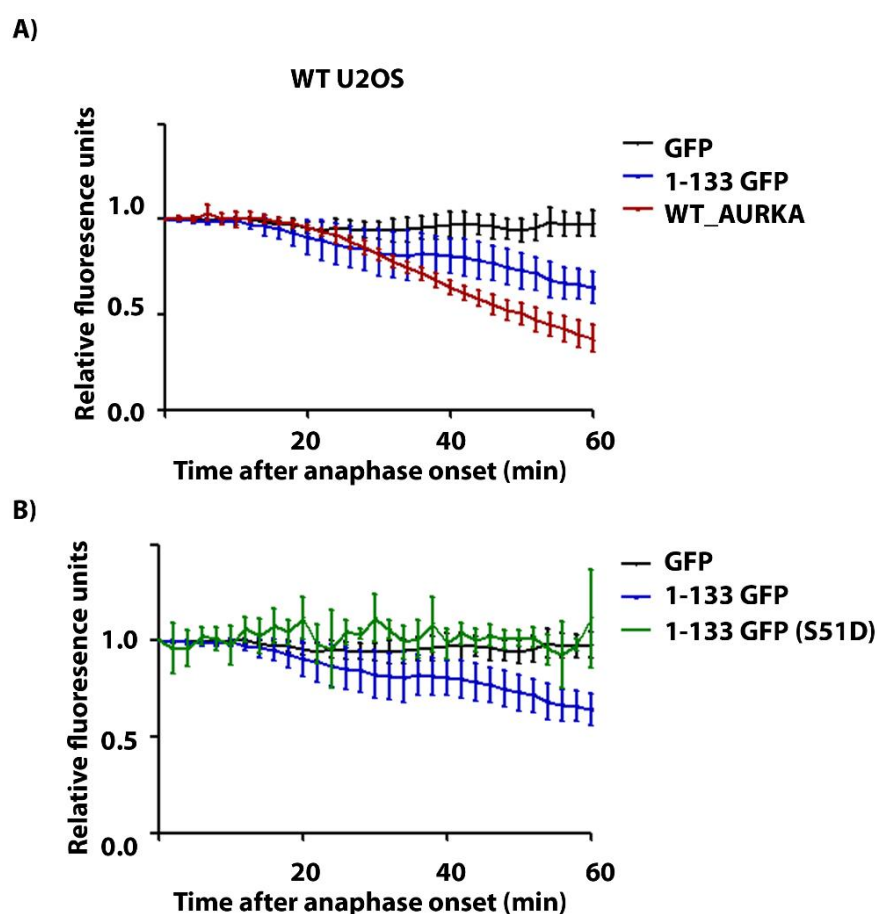 A)
WT U2OS
Relative fluoresence units
1.0
0.5
0.0
20 40 60
Time after anaphase onset (min)
GFP
1-133 GFP
WT_AURKA
B)
Relative fluoresence units
1.0
0.5
0.0
20 40 60
Time after anaphase onset (min)
GFP
1-133 GFP
1-133 GFP (S51D)